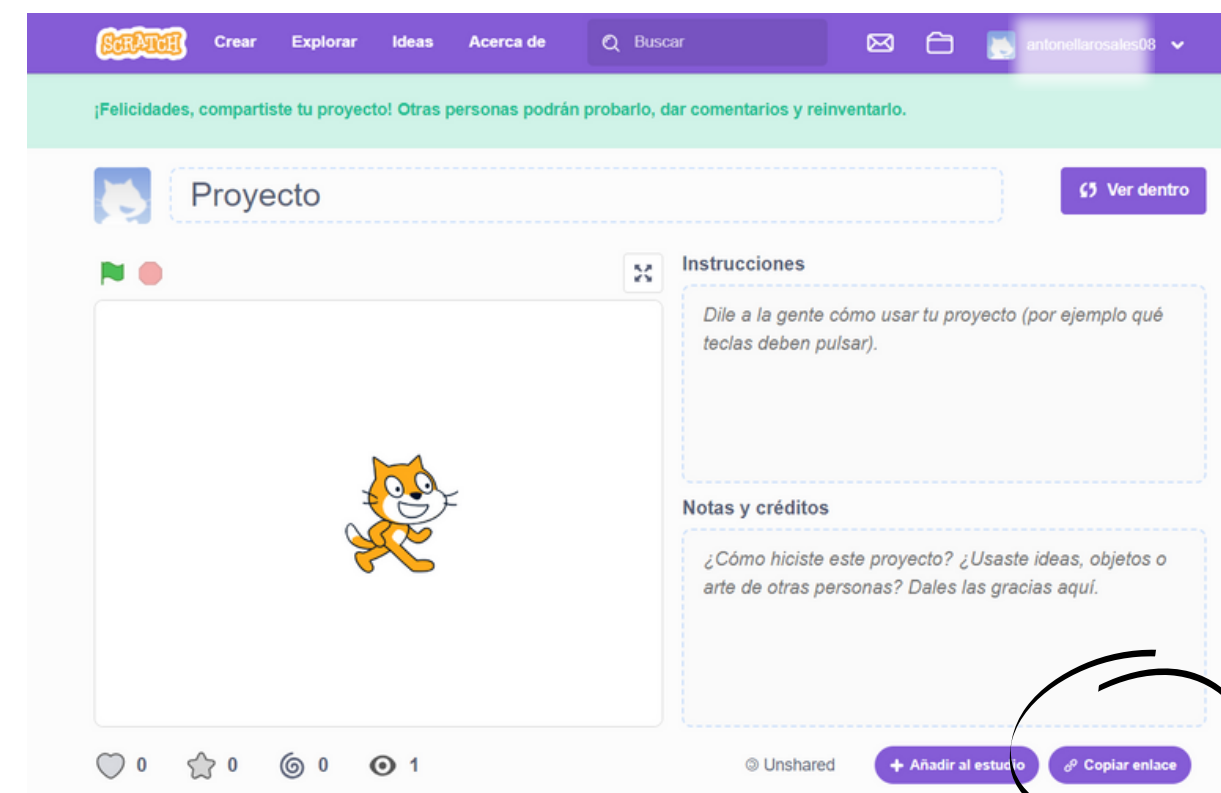 SCRATCH Crear Explorar Ideas Acerca de Buscar antonellarosales08
¡Felicidades, compartiste tu proyecto! Otras personas podrán probarlo, dar comentarios y reinventarlo.
Proyecto
Ver dentro
Instrucciones
Dile a la gente cómo usar tu proyecto (por ejemplo qué
teclas deben pulsar).
Notas y créditos
¿Cómo hiciste este proyecto? ¿Usaste ideas, objetos o
arte de otras personas? Dales las gracias aquí.
0 0 0 1
Unshared + Añadir al estudio Copiar enlace